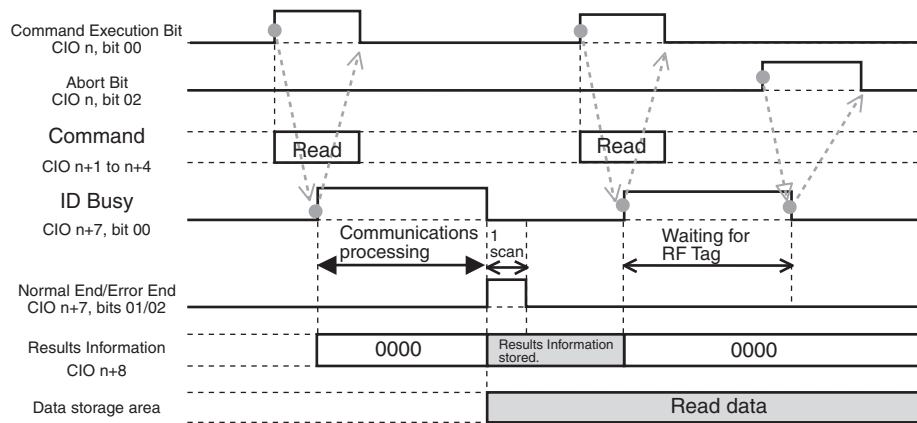 Command Execution Bit
CIO n, bit 00
Abort Bit
CIO n, bit 02
Command
CIO n+1 to n+4
Read
Read
ID Busy
CIO n+7, bit 00
Communications
processing
1
scan
Waiting for
RF Tag
Normal End/Error End
CIO n+7, bits 01/02
Results Information
CIO n+8
0000
Results Information
stored.
0000
Data storage area
Read data